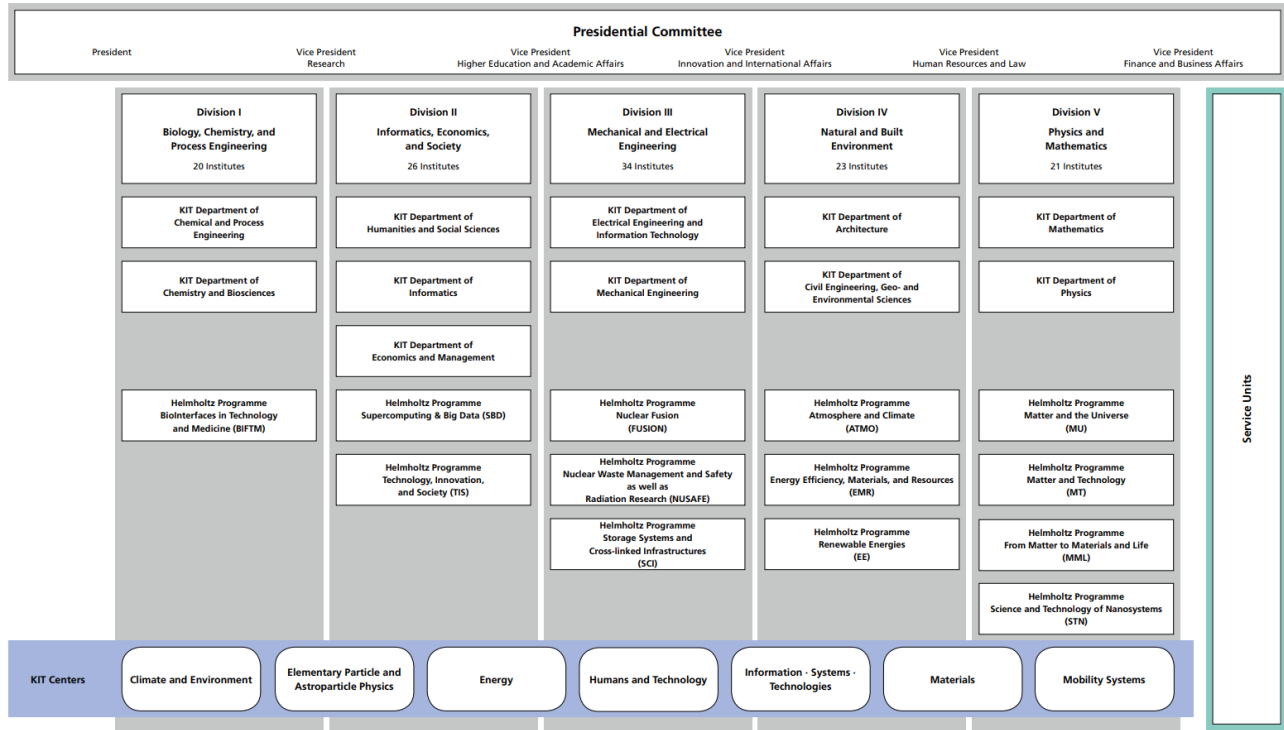 Presidential Committee
President
Vice President
Research
Vice President
Higher Education and Academic Affairs
Vice President
Innovation and International Affairs
Vice President
Human Resources and Law
Vice President
Finance and Business Affairs
Division I
Biology, Chemistry, and
Process Engineering
20 Institutes
KIT Department of
Chemical and Process
Engineering
KIT Department of
Chemistry and Biosciences
Helmholtz Programme
BioInterfaces in Technology
and Medicine (BIFTM)
Division II
Informatics, Economics,
and Society
26 Institutes
KIT Department of
Humanities and Social Sciences
KIT Department of
Informatics
KIT Department of
Economics and Management
Helmholtz Programme
Supercomputing & Big Data (SBD)
Helmholtz Programme
Technology, Innovation,
and Society (TIS)
Division III
Mechanical and Electrical
Engineering
34 Institutes
KIT Department of
Electrical Engineering and
Information Technology
KIT Department of
Mechanical Engineering
Helmholtz Programme
Nuclear Fusion
(FUSION)
Helmholtz Programme
Nuclear Waste Management and Safety
as well as
Radiation Research (NUSAFE)
Helmholtz Programme
Storage Systems and
Cross-linked Infrastructures
(SCI)
Division IV
Natural and Built
Environment
23 Institutes
KIT Department of
Architecture
KIT Department of
Civil Engineering, Geo- and
Environmental Sciences
Helmholtz Programme
Atmosphere and Climate
(ATMO)
Helmholtz Programme
Energy Efficiency, Materials, and Resources
(EMR)
Helmholtz Programme
Renewable Energies
(EE)
Division V
Physics and
Mathematics
21 Institutes
KIT Department of
Mathematics
KIT Department of
Physics
Helmholtz Programme
Matter and the Universe
(MU)
Helmholtz Programme
Matter and Technology
(MT)
Helmholtz Programme
From Matter to Materials and Life
(MML)
Helmholtz Programme
Science and Technology of Nanosystems
(STN)
Service Units
KIT Centers
Climate and Environment
Elementary Particle and
Astroparticle Physics
Energy
Humans and Technology
Information · Systems ·
Technologies
Materials
Mobility Systems